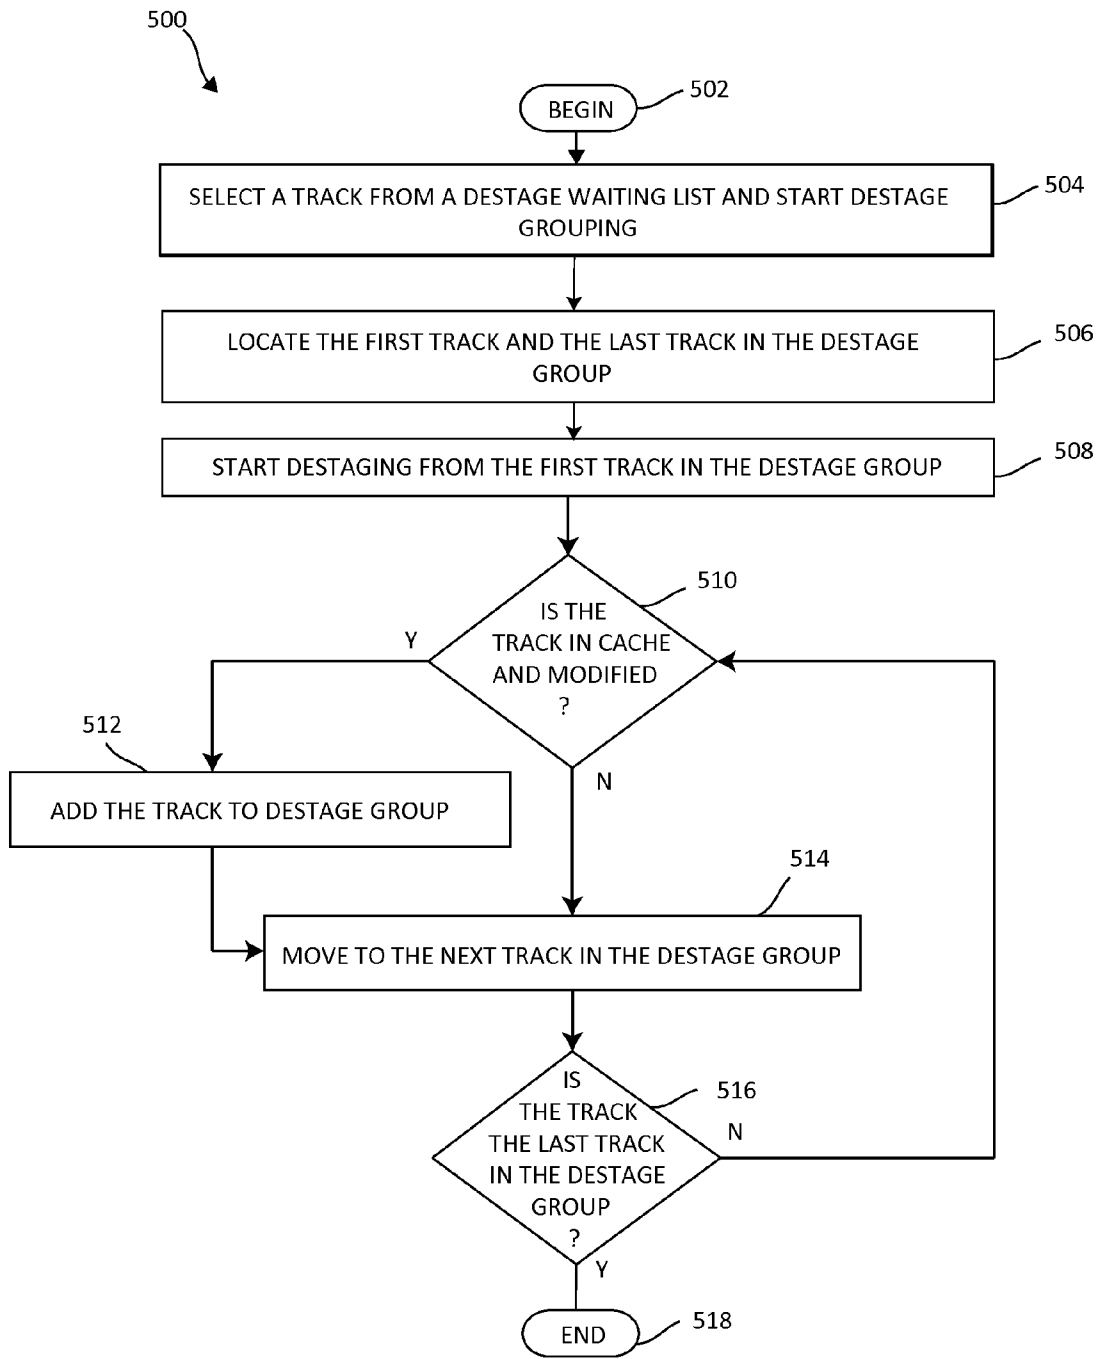 500
BEGIN
502
SELECT A TRACK FROM A DESTAGE WAITING LIST AND START DESTAGE
GROUPING
504
LOCATE THE FIRST TRACK AND THE LAST TRACK IN THE DESTAGE
GROUP
506
START DESTAGING FROM THE FIRST TRACK IN THE DESTAGE GROUP
508
510
IS THE
TRACK IN CACHE
AND MODIFIED
?
Y
N
512
ADD THE TRACK TO DESTAGE GROUP
514
MOVE TO THE NEXT TRACK IN THE DESTAGE GROUP
IS
THE TRACK
THE LAST TRACK
IN THE DESTAGE
GROUP
?
516
N
Y
END
518